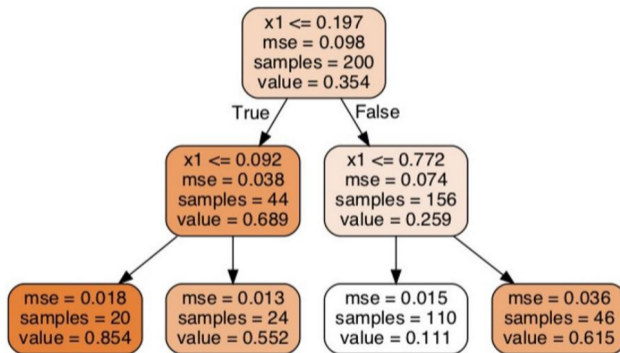 x1 <= 0.197
mse = 0.098
samples = 200
value = 0.354
True
False
x1 <= 0.092
mse = 0.038
samples = 44
value = 0.689
x1 <= 0.772
mse = 0.074
samples = 156
value = 0.259
mse = 0.018
samples = 20
value = 0.854
mse = 0.013
samples = 24
value = 0.552
mse = 0.015
samples = 110
value = 0.111
mse = 0.036
samples = 46
value = 0.615